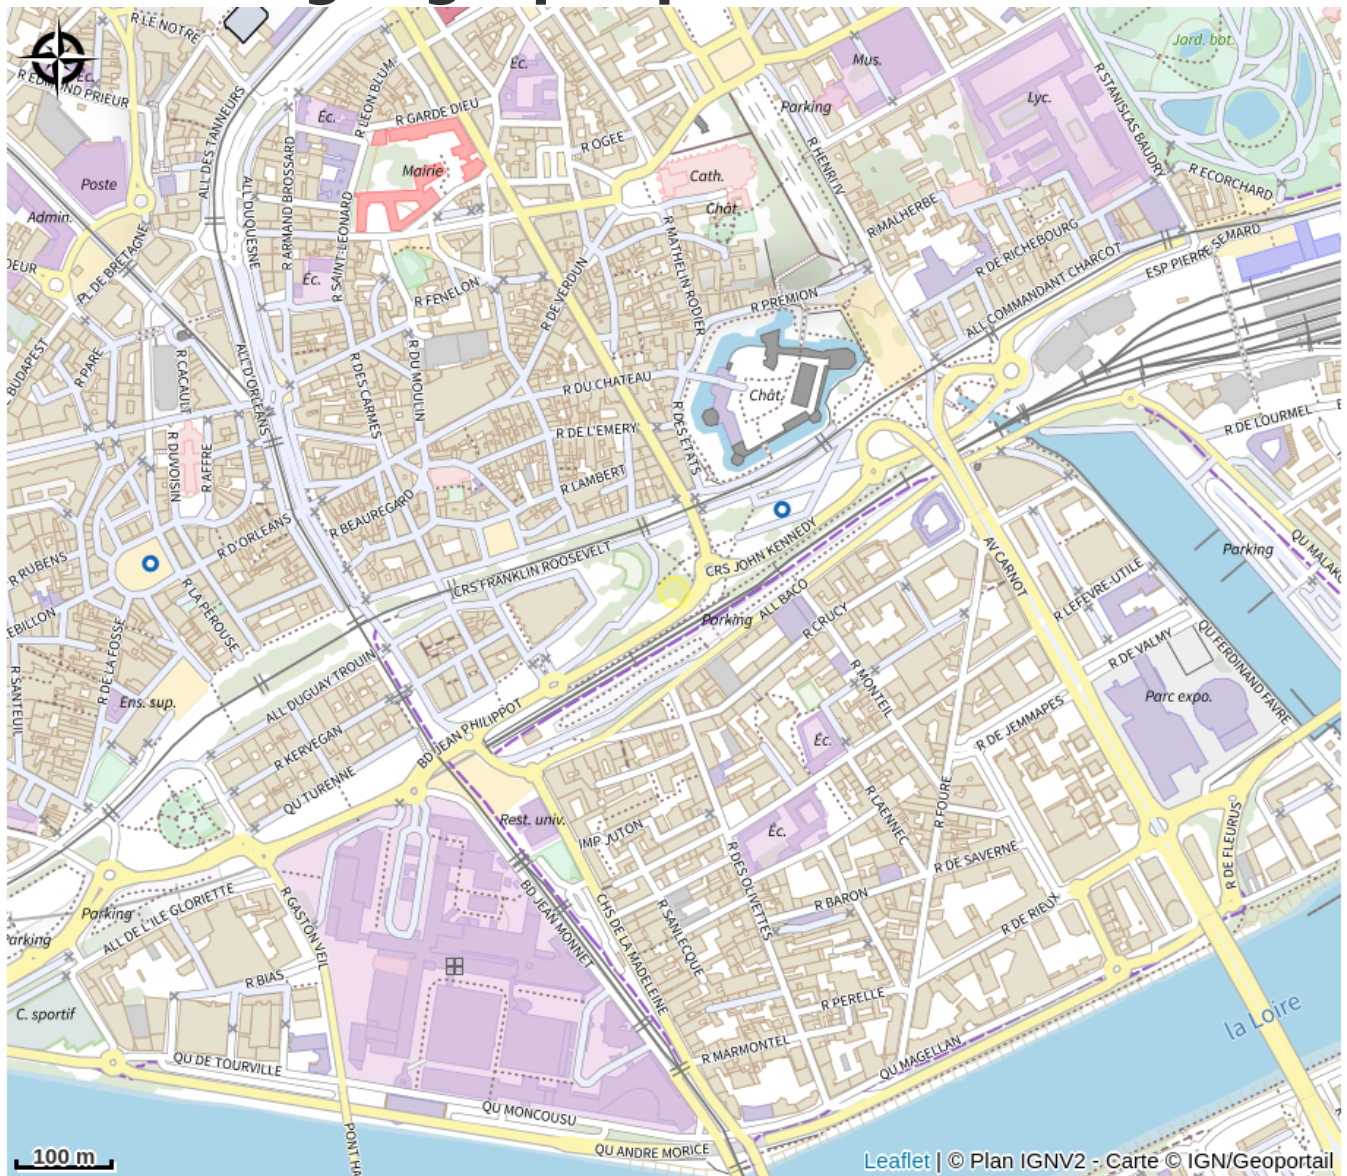 R LE NOTRE
R EDMOND PRIEUR
Éc.
Poste
Admin.
PL DE BRETAGNE
ALL DES TANNEURS
ALL DUQUESNE
R ARMAND BROSSARD
Éc.
R LEON BLUM
R GARDE DIEU
Mairie
R SAINT-LEONARD
Éc.
Éc.
R OGEE
Cath.
Chât.
Parking
Mus.
R HENRI IV
Lyc.
Jard. bot.
R STANISLAS BAUDRY
R ECORCHARD
R MALHERBE
R DE RICHEBOURG
ALL COMMANDANT CHARCOT
ESP PIERRE SEMARD
R FENELON
R DE VERDUN
R MATHELIN RODIER
R PREMION
BUDAPEST
R PARE
R CACAULT
ALL D'ORLEANS
R DES CARMES
R DU MOULIN
R DU CHATEAU
R DE L'EMERY
R DES ETATS
Chât.
R LAMBERT
R DUVOISIN
R AFFRE
R BEAUREGARD
R D'ORLEANS
R RUBENS
R LA PEROUSE
CRS FRANKLIN ROOSEVELT
CRS JOHN KENNEDY
ALL BACO
Parking
R CRUCY
AV CARNOT
R LEFEVRE-UTILE
R DE VALMY
QU FERDINAND FAVRE
R DE LOURMEL
QU MALAKO
Parking
EBILLON
R DE LA FOSSE
R SANTEUIL
Ens. sup.
ALL DUGUAY TROUIN
R KERVEGAN
QU TURENNE
BD JEAN PHILIPPOT
R MONTEIL
Éc.
R DE JEMMAPES
Parc expo.
Rest. univ.
IMP JUTON
Éc.
R LAENNEC
R FOURE
R DE SAVERNE
R DE FLEURUS
R DES OLIVETTES
R BARON
R DE RIEUX
R SANLECQUE
CHS DE LA MADELEINE
BD JEAN MONNET
R GASTON VEIL
ALL DE L'ILE GLORIETTE
Parking
arking
R BIAS
C. sportif
QU DE TOURVILLE
QU MONCOUSU
QU ANDRE MORICE
PONT HA
R MARMONTEL
R PERELLE
QU MAGELLAN
la Loire
100 m
Leaflet | © Plan IGNV2 - Carte © IGN/Geoportail